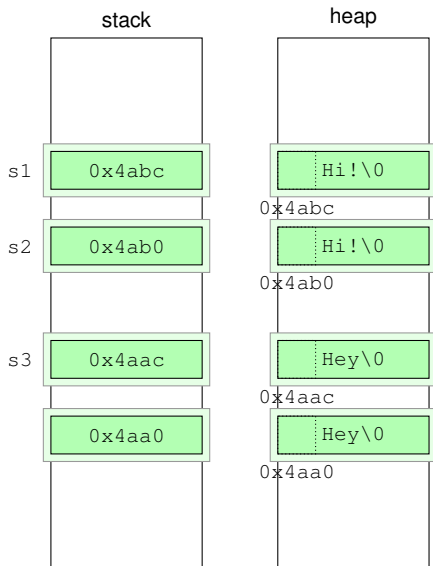 stack heap
s1 0x4abc Hi!\0
0x4abc
s2 0x4ab0 Hi!\0
0x4ab0
s3 0x4aac Hey\0
0x4aac
0x4aa0 Hey\0
0x4aa0